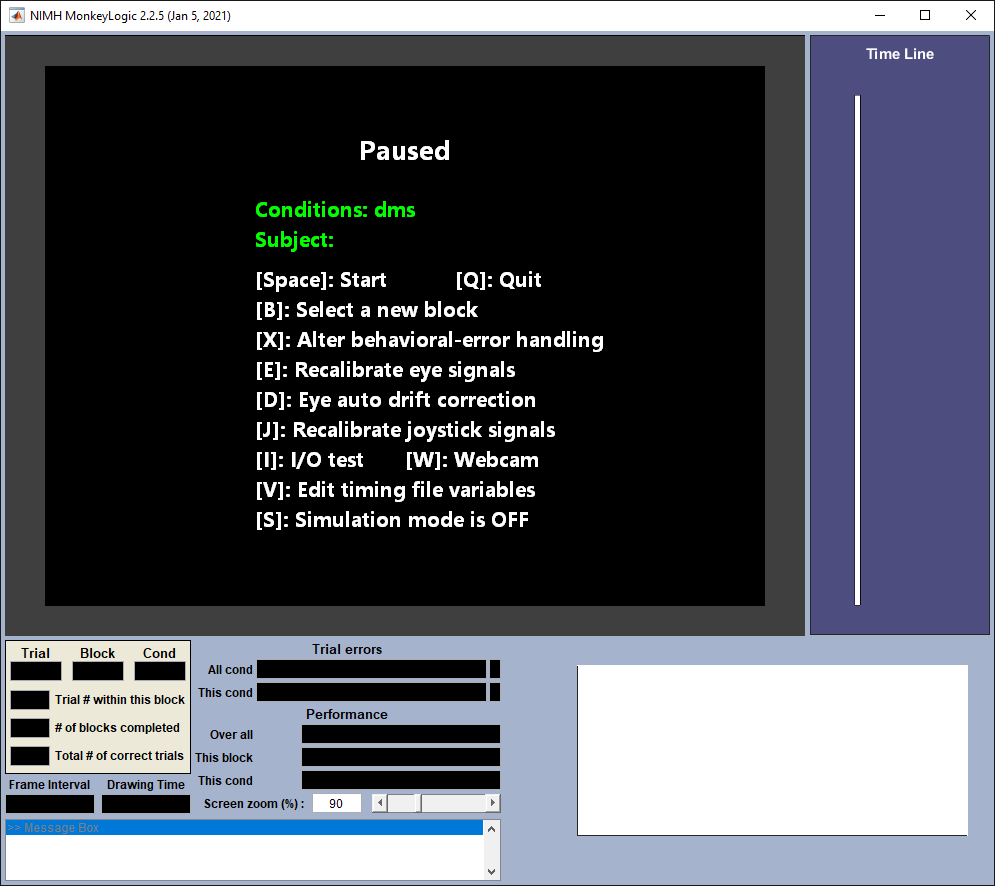 NIMH MonkeyLogic 2.2.5 (Jan 5, 2021)
Time Line
Paused
Conditions: dms
Subject:
[Space]: Start [Q]: Quit
[B]: Select a new block
[X]: Alter behavioral-error handling
[E]: Recalibrate eye signals
[D]: Eye auto drift correction
[J]: Recalibrate joystick signals
[I]: I/O test [W]: Webcam
[V]: Edit timing file variables
[S]: Simulation mode is OFF
Trial Block Cond
Trial # within this block
# of blocks completed
Total # of correct trials
Frame Interval Drawing Time
Trial errors
All cond
This cond
Performance
Over all
This block
This cond
Screen zoom (%) : 90
>> Message Box